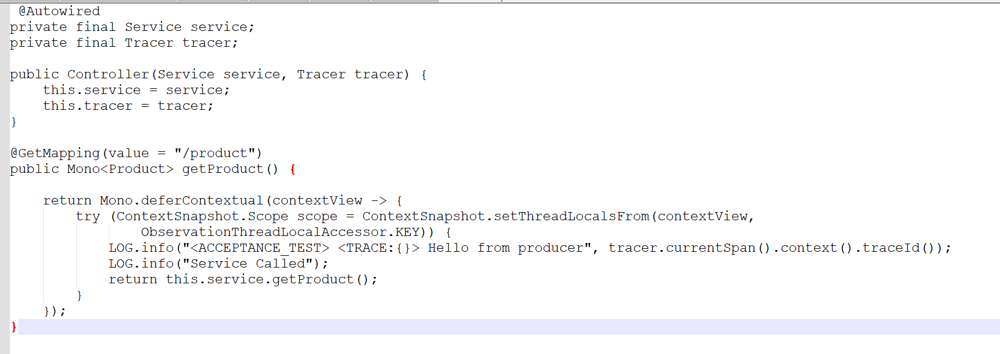 @Autowired
private final Service service;
private final Tracer tracer;

public Controller(Service service, Tracer tracer) {
    this.service = service;
    this.tracer = tracer;
}

@GetMapping(value = "/product")
public Mono<Product> getProduct() {

    return Mono.deferContextual(contextView -> {
        try (ContextSnapshot.Scope scope = ContextSnapshot.setThreadLocalsFrom(contextView,
                ObservationThreadLocalAccessor.KEY)) {
            LOG.info("<ACCEPTANCE_TEST> <TRACE:{}> Hello from producer", tracer.currentSpan().context().traceId());
            LOG.info("Service Called");
            return this.service.getProduct();
        }
    });
}